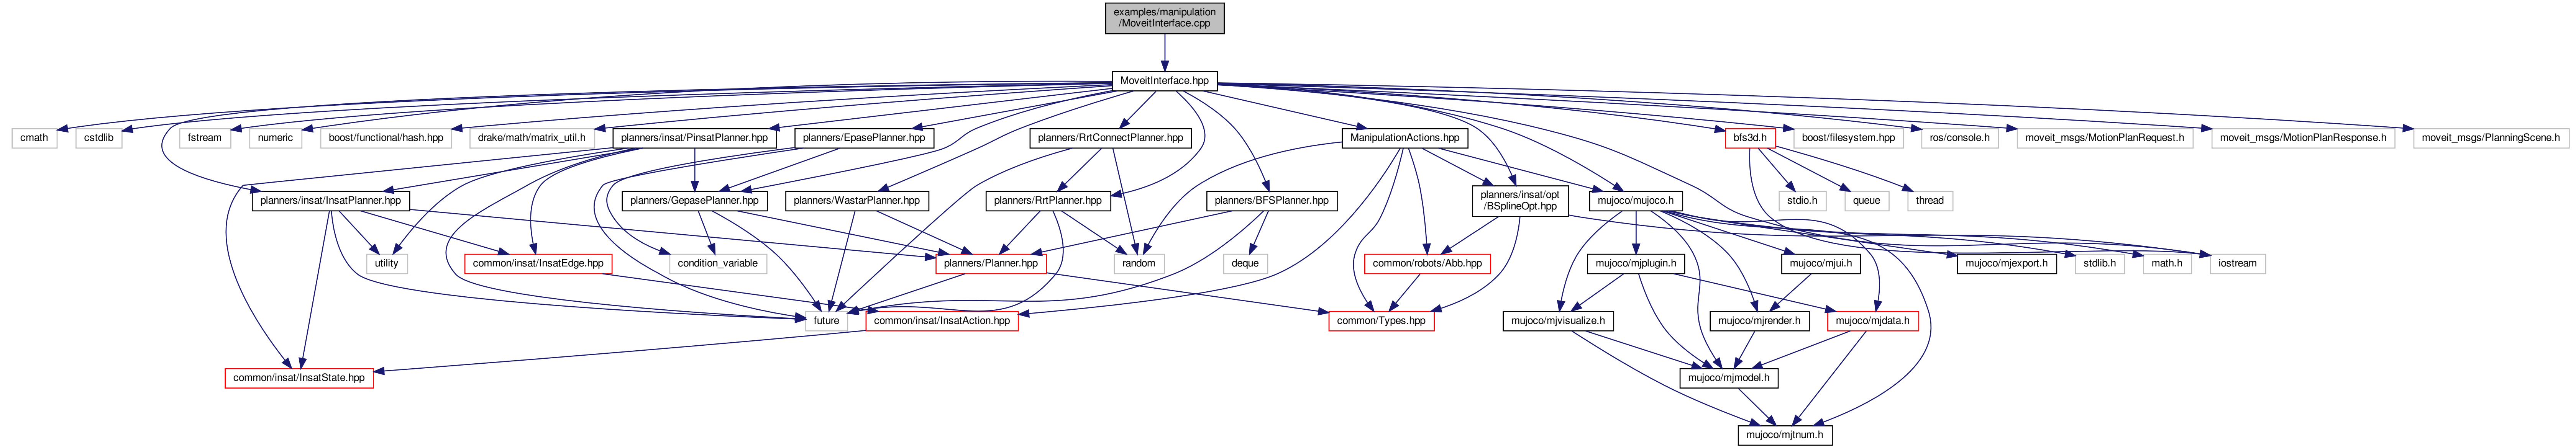 examples/manipulation
/MoveitInterface.cpp
MoveitInterface.hpp
cmath
cstdlib
fstream
numeric
boost/functional/hash.hpp
drake/math/matrix_util.h
planners/insat/PinsatPlanner.hpp
planners/EpasePlanner.hpp
planners/RrtConnectPlanner.hpp
ManipulationActions.hpp
bfs3d.h
boost/filesystem.hpp
ros/console.h
moveit_msgs/MotionPlanRequest.h
moveit_msgs/MotionPlanResponse.h
moveit_msgs/PlanningScene.h
planners/insat/InsatPlanner.hpp
planners/GepasePlanner.hpp
planners/WastarPlanner.hpp
planners/RrtPlanner.hpp
planners/BFSPlanner.hpp
planners/insat/opt
/BSplineOpt.hpp
mujoco/mujoco.h
stdio.h
queue
thread
utility
common/insat/InsatEdge.hpp
condition_variable
planners/Planner.hpp
random
deque
common/robots/Abb.hpp
mujoco/mjplugin.h
mujoco/mjui.h
mujoco/mjexport.h
stdlib.h
math.h
iostream
future
common/insat/InsatAction.hpp
common/Types.hpp
mujoco/mjvisualize.h
mujoco/mjrender.h
mujoco/mjdata.h
common/insat/InsatState.hpp
mujoco/mjmodel.h
mujoco/mjtnum.h